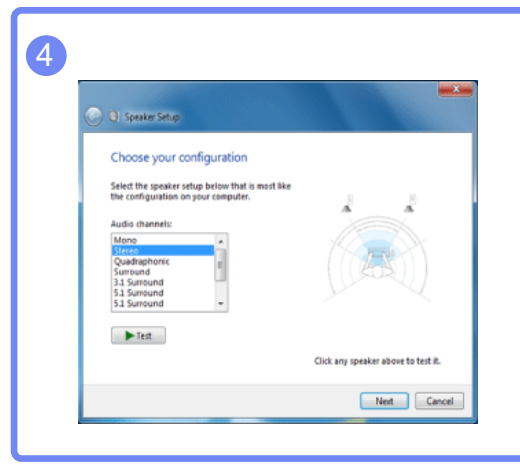 4
Speaker Setup
Choose your configuration
Select the speaker setup below that is most like
the configuration on your computer.
Audio channels:
Mono
Stereo
Quadraphonic
Surround
3.1 Surround
5.1 Surround
5.1 Surround
Test
Click any speaker above to test it.
Next
Cancel